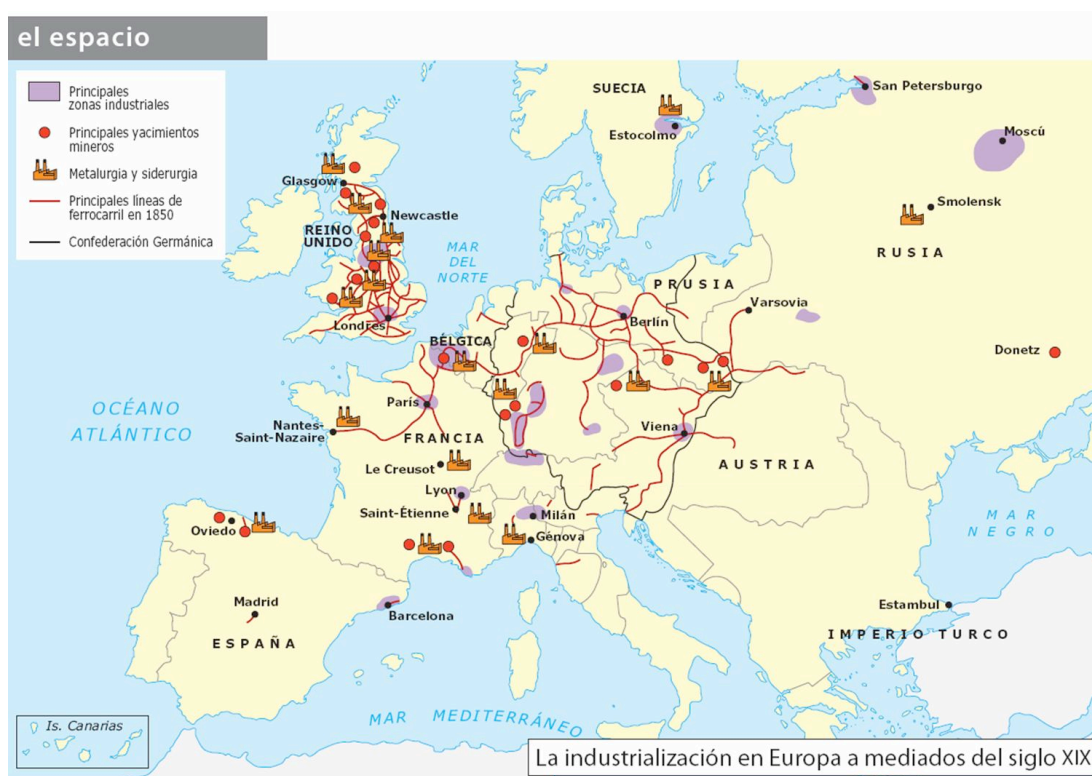 el espacio
Principales
zonas industriales
Principales yacimientos
mineros
Metalurgia y siderurgia
Principales líneas de
ferrocarril en 1850
Confederación Germánica
SUECIA
Estocolmo
San Petersburgo
Moscú
Smolensk
RUSIA
Glasgow
Newcastle
REIÑO
UNIDO
MAR
DEL
NORTE
Londres
PRUSIA
Berlín
Varsovia
Donetz
BÉLGICA
OCÉANO
ATLÁNTICO
París
Nantes-
Saint-Nazaire
FRANCIA
Le Creusot
Lyon
Saint-Étienne
Viena
AUSTRIA
Milán
Génova
MAR
NEGRO
Oviedo
Madrid
ESPAÑA
Barcelona
Estambul
IMPERIO TURCO
MAR MEDITERRÁNEO
Is. Canarias
La industrialización en Europa a mediados del siglo XIX